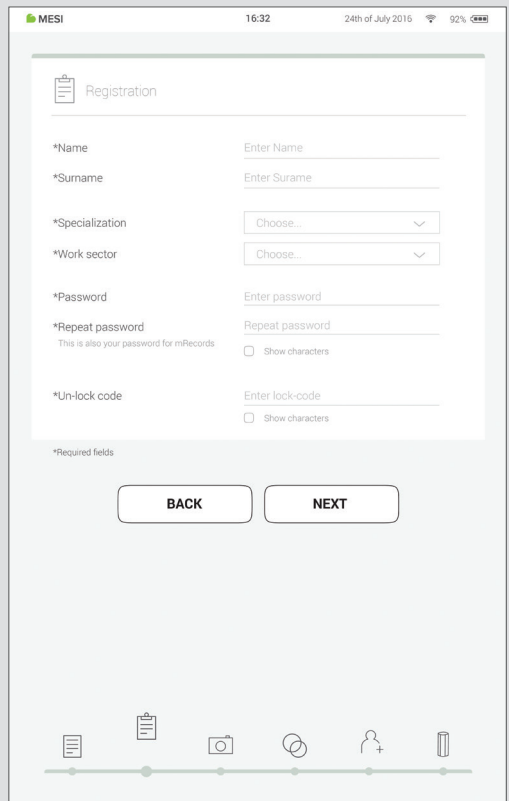 MESI 16:32 24th of July 2016 92%
Registration
*Name Enter Name
*Surname Enter Surame
*Specialization Choose...
*Work sector Choose...
*Password Enter password
*Repeat password Repeat password
This is also your password for mRecords
Show characters
*Un-lock code Enter lock-code
Show characters
*Required fields
BACK NEXT